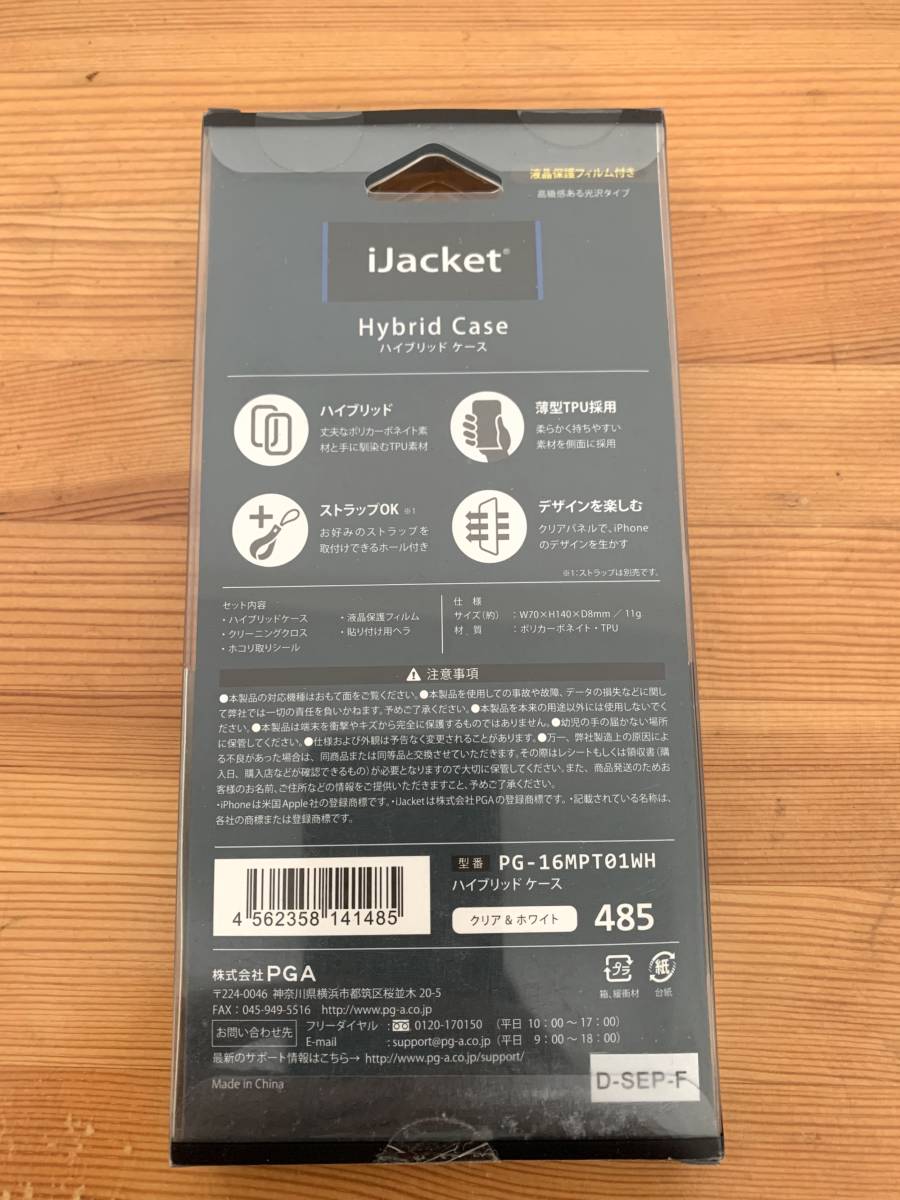 液晶保護フィルム付き
高級感ある光沢タイプ
iJacket®
Hybrid Case
ハイブリッド ケース
ハイブリッド
丈夫なポリカーボネイト素
材と手に馴染むTPU素材
薄型TPU採用
柔らかく持ちやすい
素材を側面に採用
ストラップOK ※1
お好みのストラップを
取付けできるホール付き
デザインを楽しむ
クリアパネルで、iPhone
のデザインを生かす
※1：ストラップは別売です。
セット内容
・ハイブリッドケース
・クリーニングクロス
・ホコリ取りシール
・液晶保護フィルム
・貼り付け用ヘラ
仕 様
サイズ(約) ：W70×H140×D8mm ／ 11g
材 質 ：ポリカーボネイト・TPU
注意事項
●本製品の対応機種はおもて面をご覧ください。●本製品を使用しての事故や故障、データの損失などに関し
て弊社では一切の責任を負いかねます。予めご了承ください。●本製品を本来の用途以外には使用しないでく
ださい。●本製品は端末を衝撃やキズから完全に保護するものではありません。●幼児の手の届かない場所
に保管してください。●仕様および外観は予告なく変更されることがあります。●万一、弊社製造上の原因によ
る不良があった場合は、同商品または同等品と交換させていただきます。その際はレシートもしくは領収書(購
入日、購入店などが確認できるもの)が必要となりますので大切に保管してください。また、商品発送のためお
客様のお名前、ご住所などの情報をご提供いただきますこと、予めご了承ください。
・iPhoneは米国Apple社の登録商標です。・iJacketは株式会社PGAの登録商標です。・記載されている名称は、
各社の商標または登録商標です。
4 562358 141485
型番 PG-16MPT01WH
ハイブリッド ケース
クリア & ホワイト 485
株式会社PGA
〒224-0046 神奈川県横浜市都筑区桜並木 20-5
FAX：045-949-5516 http://www.pg-a.co.jp
お問い合わせ先
フリーダイヤル ： 0120-170150 （平日 10：00 〜 17：00）
E-mail ：support@pg-a.co.jp（平日 9：00 〜 18：00）
最新のサポート情報はこちら→ http://www.pg-a.co.jp/support/
Made in China
プラ
箱、緩衝材
紙
台紙
D-SEP-F